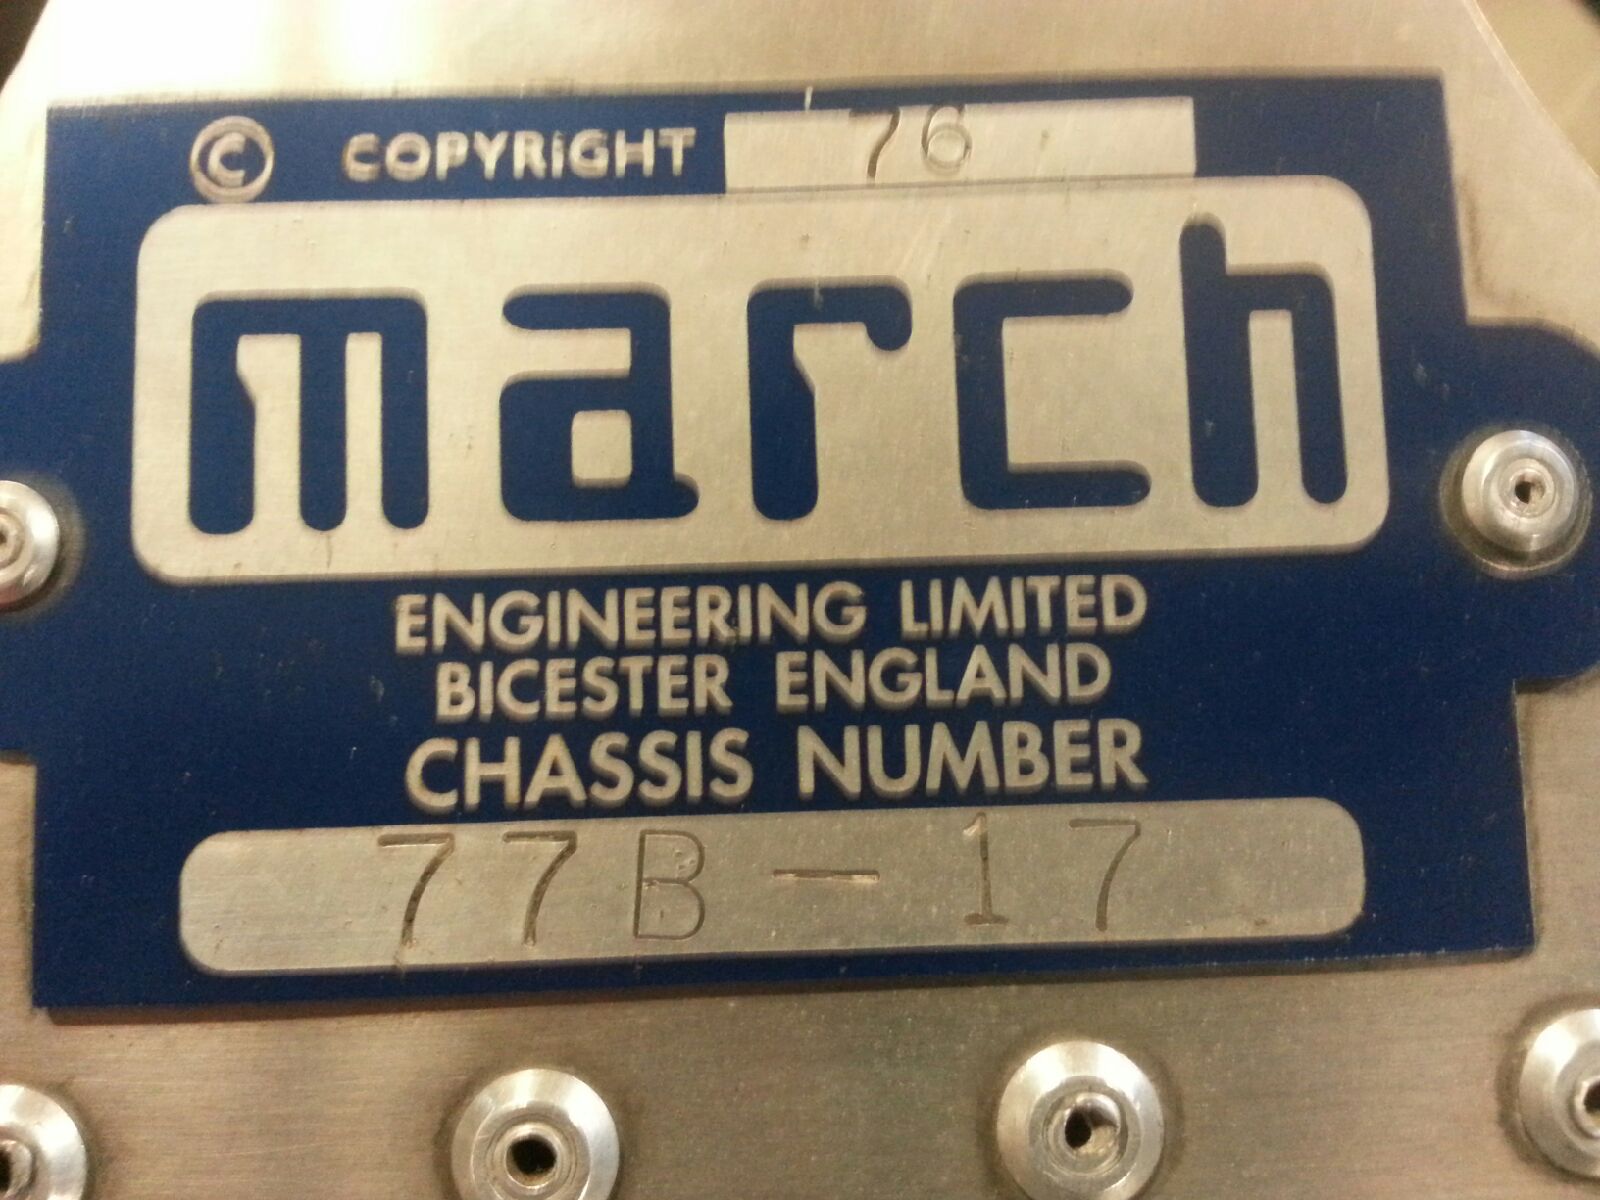 © COPYRiGHT 76
march
ENGINEERING LIMITED
BICESTER ENGLAND
CHASSIS NUMBER
77B-17